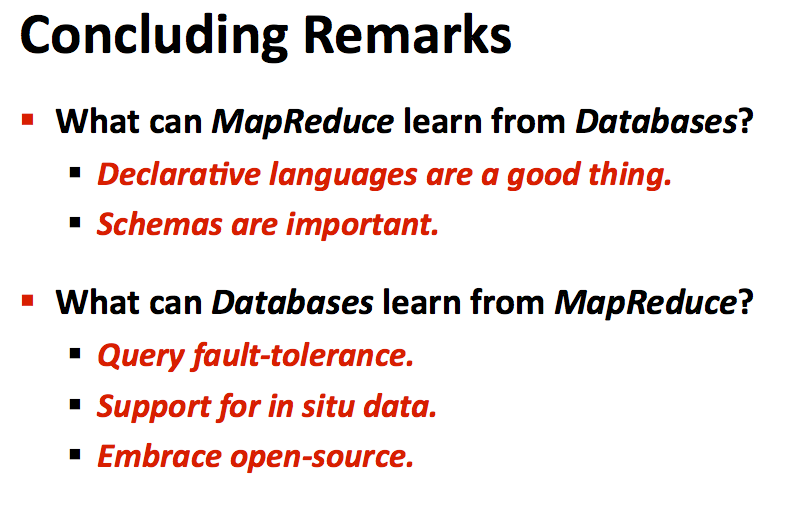 Concluding Remarks
What can MapReduce learn from Databases?
Declarative languages are a good thing.
Schemas are important.
What can Databases learn from MapReduce?
Query fault-tolerance.
Support for in situ data.
Embrace open-source.